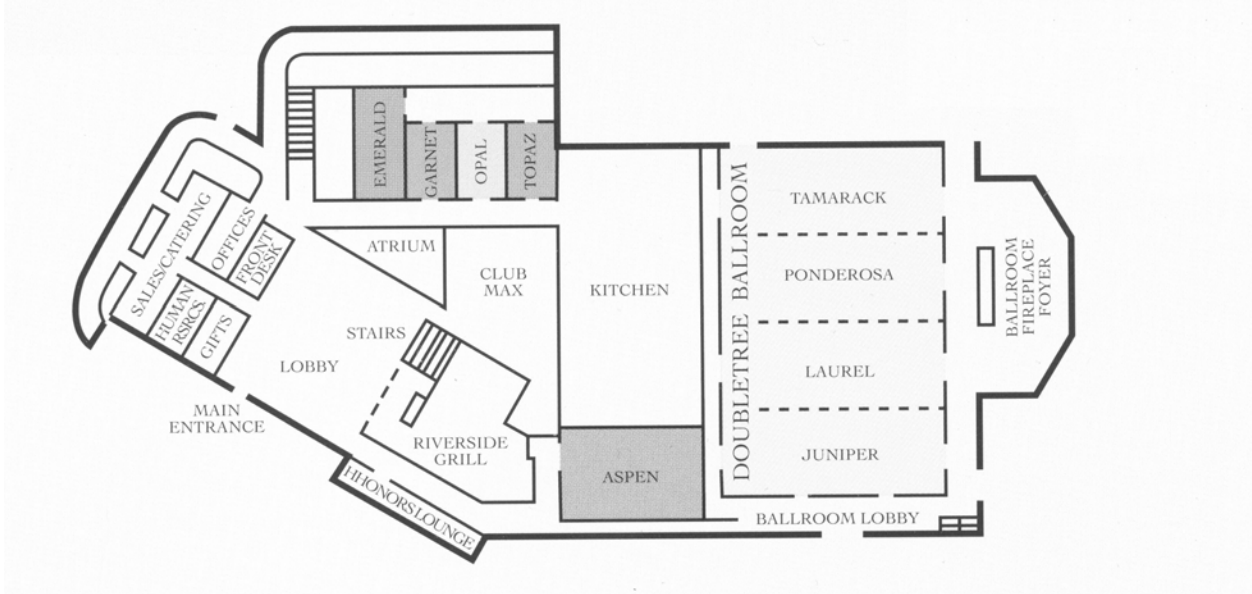 EMERALD
GARNET
OPAL
TOPAZ
SALES/CATERING
OFFICES
FRONT
DESK
HUMAN
RSRCS.
GIFTS
ATRIUM
CLUB
MAX
KITCHEN
STAIRS
LOBBY
MAIN
ENTRANCE
RIVERSIDE
GRILL
HHONORS LOUNGE
ASPEN
DOUBLETREE BALLROOM
TAMARACK
PONDEROSA
LAUREL
JUNIPER
BALLROOM LOBBY
BALLROOM
FIREPLACE
FOYER